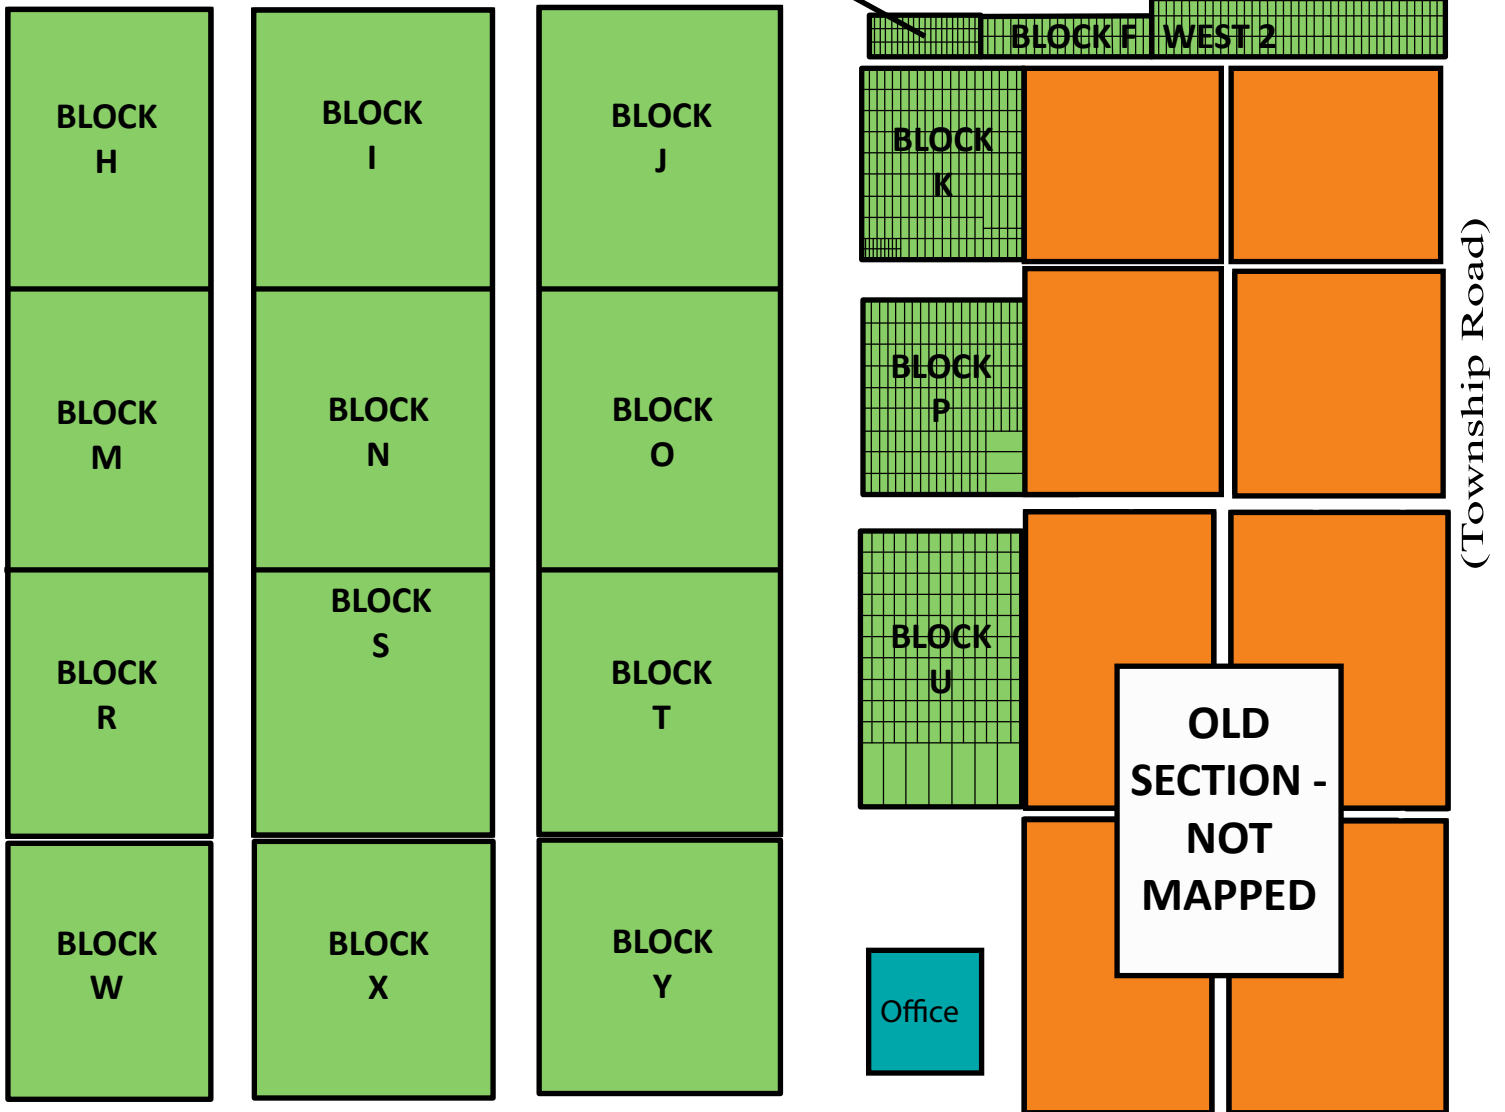 BLOCK F WEST 2
BLOCK
H
BLOCK
I
BLOCK
J
BLOCK
K
BLOCK
M
BLOCK
N
BLOCK
O
BLOCK
P
(Township Road)
BLOCK
R
BLOCK
S
BLOCK
T
BLOCK
U
OLD
SECTION -
NOT
MAPPED
BLOCK
W
BLOCK
X
BLOCK
Y
Office